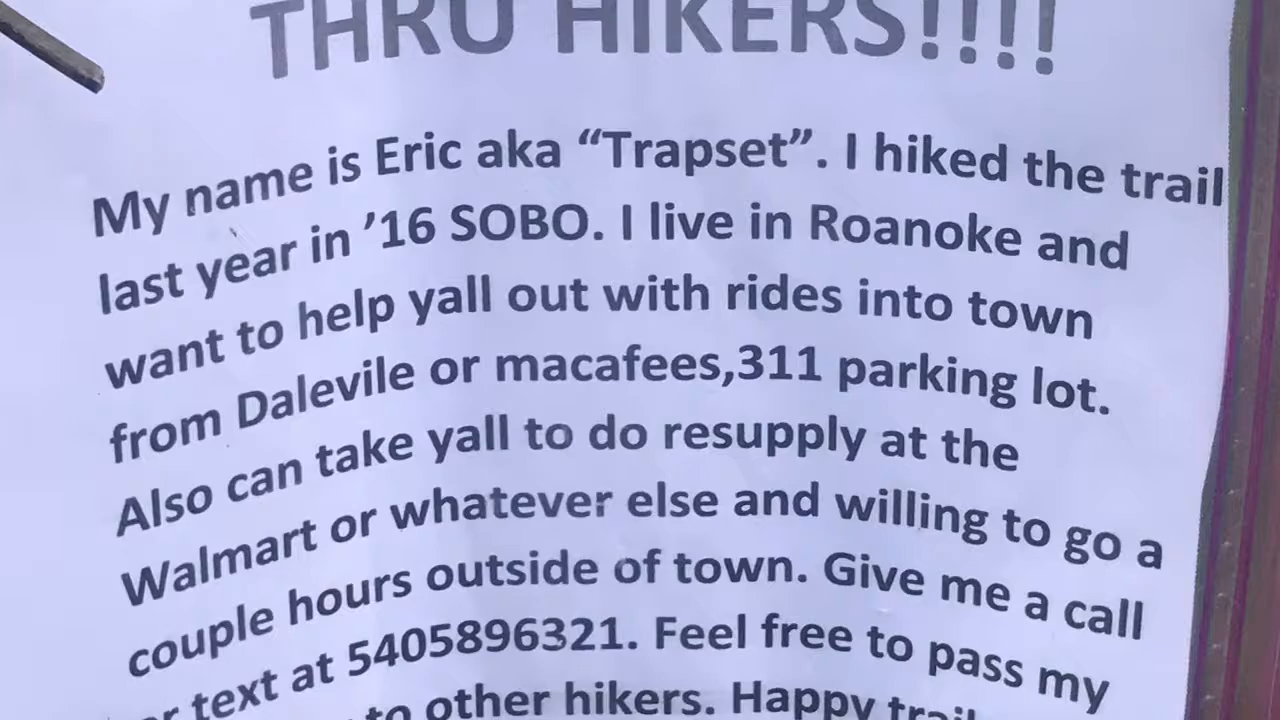 THRU HIKERS!!!!
My name is Eric aka “Trapset”. I hiked the trail
last year in ’16 SOBO. I live in Roanoke and
want to help yall out with rides into town
from Dalevile or macafees,311 parking lot.
Also can take yall to do resupply at the
Walmart or whatever else and willing to go a
couple hours outside of town. Give me a call
or text at 5405896321. Feel free to pass my
to other hikers. Happy trail